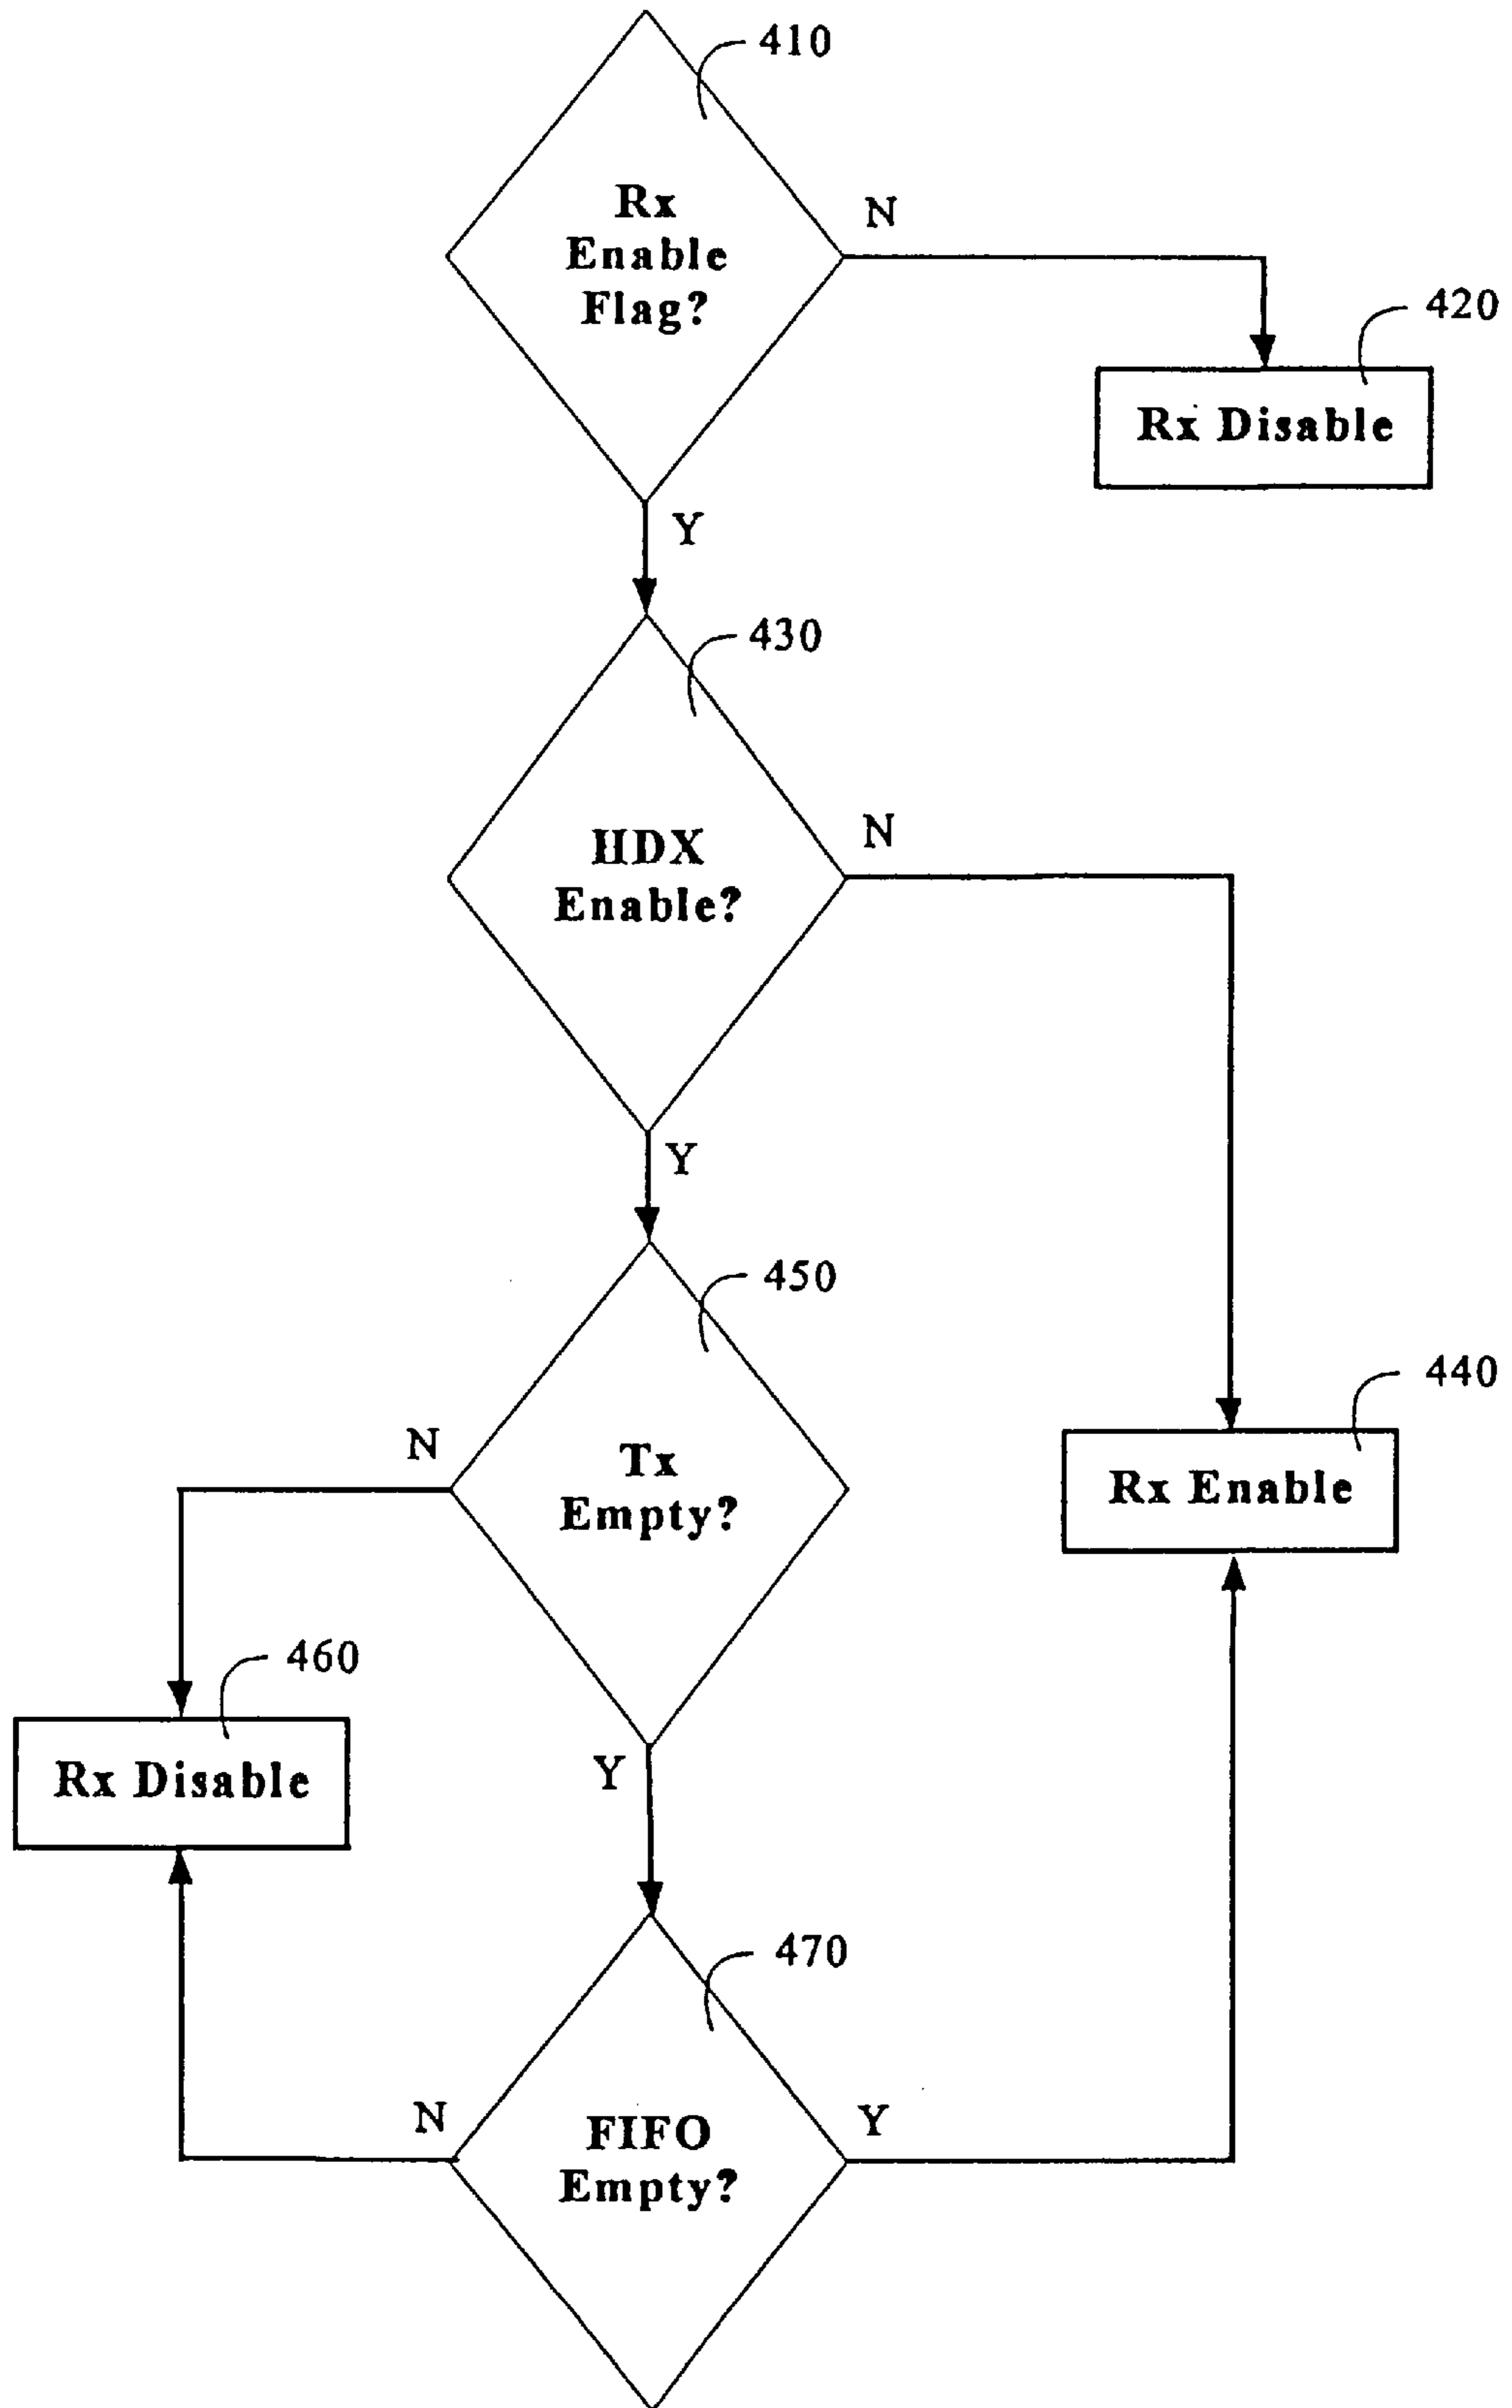 410
Rx
Enable
Flag?
N
420
Rx Disable
Y
430
HDX
Enable?
N
Y
450
Tx
Empty?
N
440
Rx Enable
460
Rx Disable
Y
470
FIFO
Empty?
N
Y